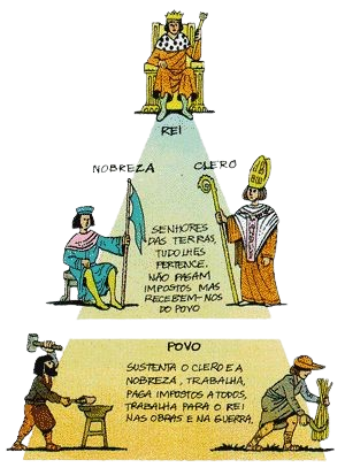 REI
NOBREZA
CLERO
SENHORES
DAS TERRAS,
TUDO LHES
PERTENCE.
NÃO PAGAM
IMPOSTOS MAS
RECEBEM-NOS
DO POVO
POVO
SUSTENTA O CLERO E A
NOBREZA, TRABALHA,
PAGA IMPOSTOS A TODOS,
TRABALHA PARA O REI
NAS OBRAS E NA GUERRA.